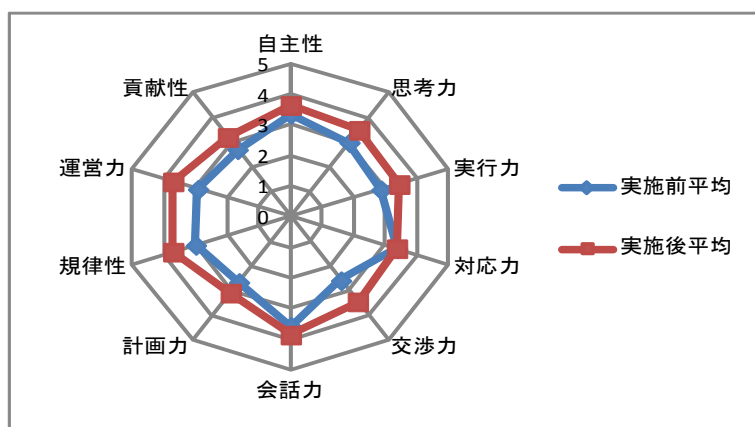 自主性
思考力
実行力
対応力
交渉力
会話力
計画力
規律性
運営力
貢献性
5
4
3
2
1
0
実施前平均
実施後平均